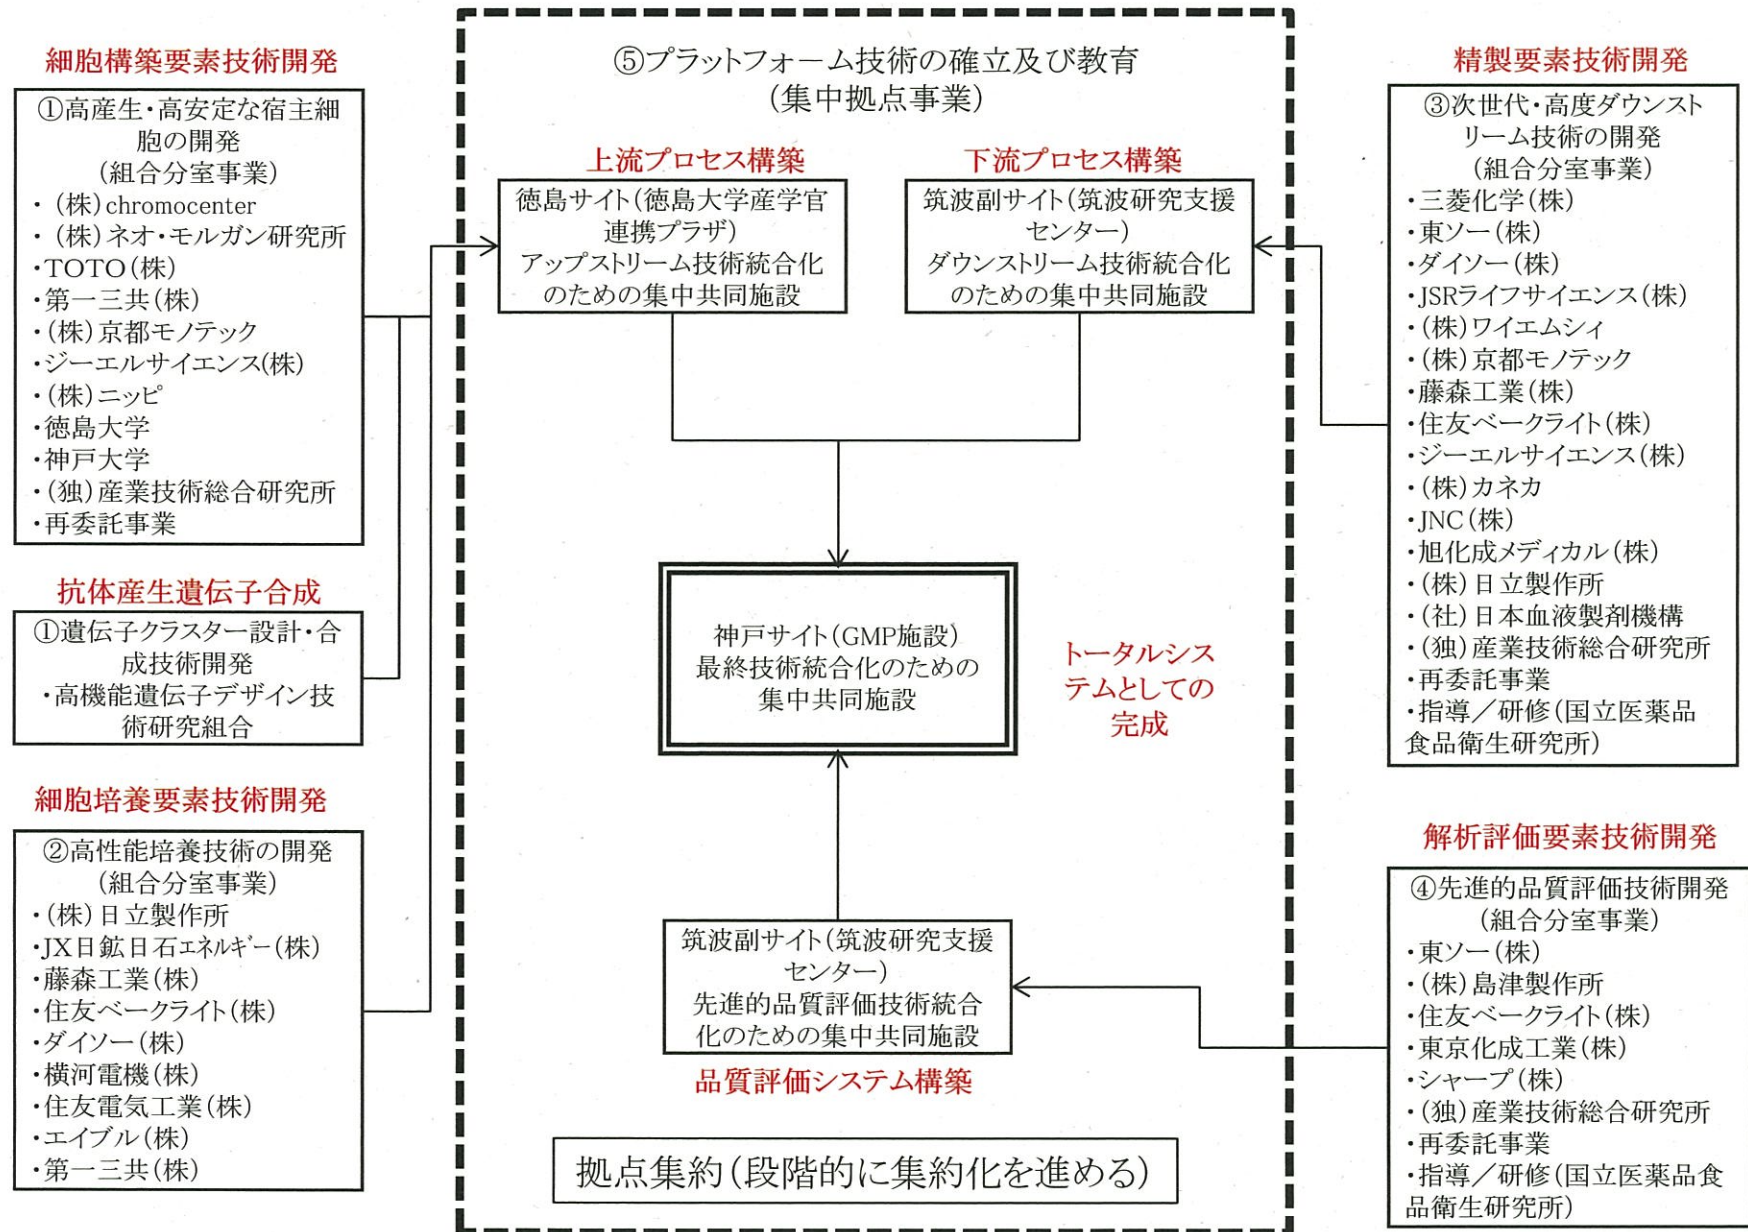 細胞構築要素技術開発
①高産生・高安定な宿主細
胞の開発
(組合分室事業)
・(株)chromocenter
・(株)ネオ・モルガン研究所
・TOTO(株)
・第一三共(株)
・(株)京都モノテック
・ジーエルサイエンス(株)
・(株)ニッピ
・徳島大学
・神戸大学
・(独)産業技術総合研究所
・再委託事業
抗体産生遺伝子合成
①遺伝子クラスター設計・合
成技術開発
・高機能遺伝子デザイン技
術研究組合
細胞培養要素技術開発
②高性能培養技術の開発
(組合分室事業)
・(株)日立製作所
・JX日鉱日石エネルギー(株)
・藤森工業(株)
・住友ベークライト(株)
・ダイソー(株)
・横河電機(株)
・住友電気工業(株)
・エイブル(株)
・第一三共(株)
⑤プラットフォーム技術の確立及び教育
(集中拠点事業)
上流プロセス構築
徳島サイト(徳島大学産学官
連携プラザ)
アップストリーム技術統合化
のための集中共同施設
下流プロセス構築
筑波副サイト(筑波研究支援
センター)
ダウンストリーム技術統合化
のための集中共同施設
神戸サイト(GMP施設)
最終技術統合化のための
集中共同施設
トータルシス
テムとしての
完成
筑波副サイト(筑波研究支援
センター)
先進的品質評価技術統合
化のための集中共同施設
品質評価システム構築
拠点集約(段階的に集約化を進める)
精製要素技術開発
③次世代・高度ダウンスト
リーム技術の開発
(組合分室事業)
・三菱化学(株)
・東ソー(株)
・ダイソー(株)
・JSRライフサイエンス(株)
・(株)ワイエムシィ
・(株)京都モノテック
・藤森工業(株)
・住友ベークライト(株)
・ジーエルサイエンス(株)
・(株)カネカ
・JNC(株)
・旭化成メディカル(株)
・(株)日立製作所
・(社)日本血液製剤機構
・(独)産業技術総合研究所
・再委託事業
・指導/研修(国立医薬品
食品衛生研究所)
解析評価要素技術開発
④先進的品質評価技術開発
(組合分室事業)
・東ソー(株)
・(株)島津製作所
・住友ベークライト(株)
・東京化成工業(株)
・シャープ(株)
・(独)産業技術総合研究所
・再委託事業
・指導/研修(国立医薬品食
品衛生研究所)